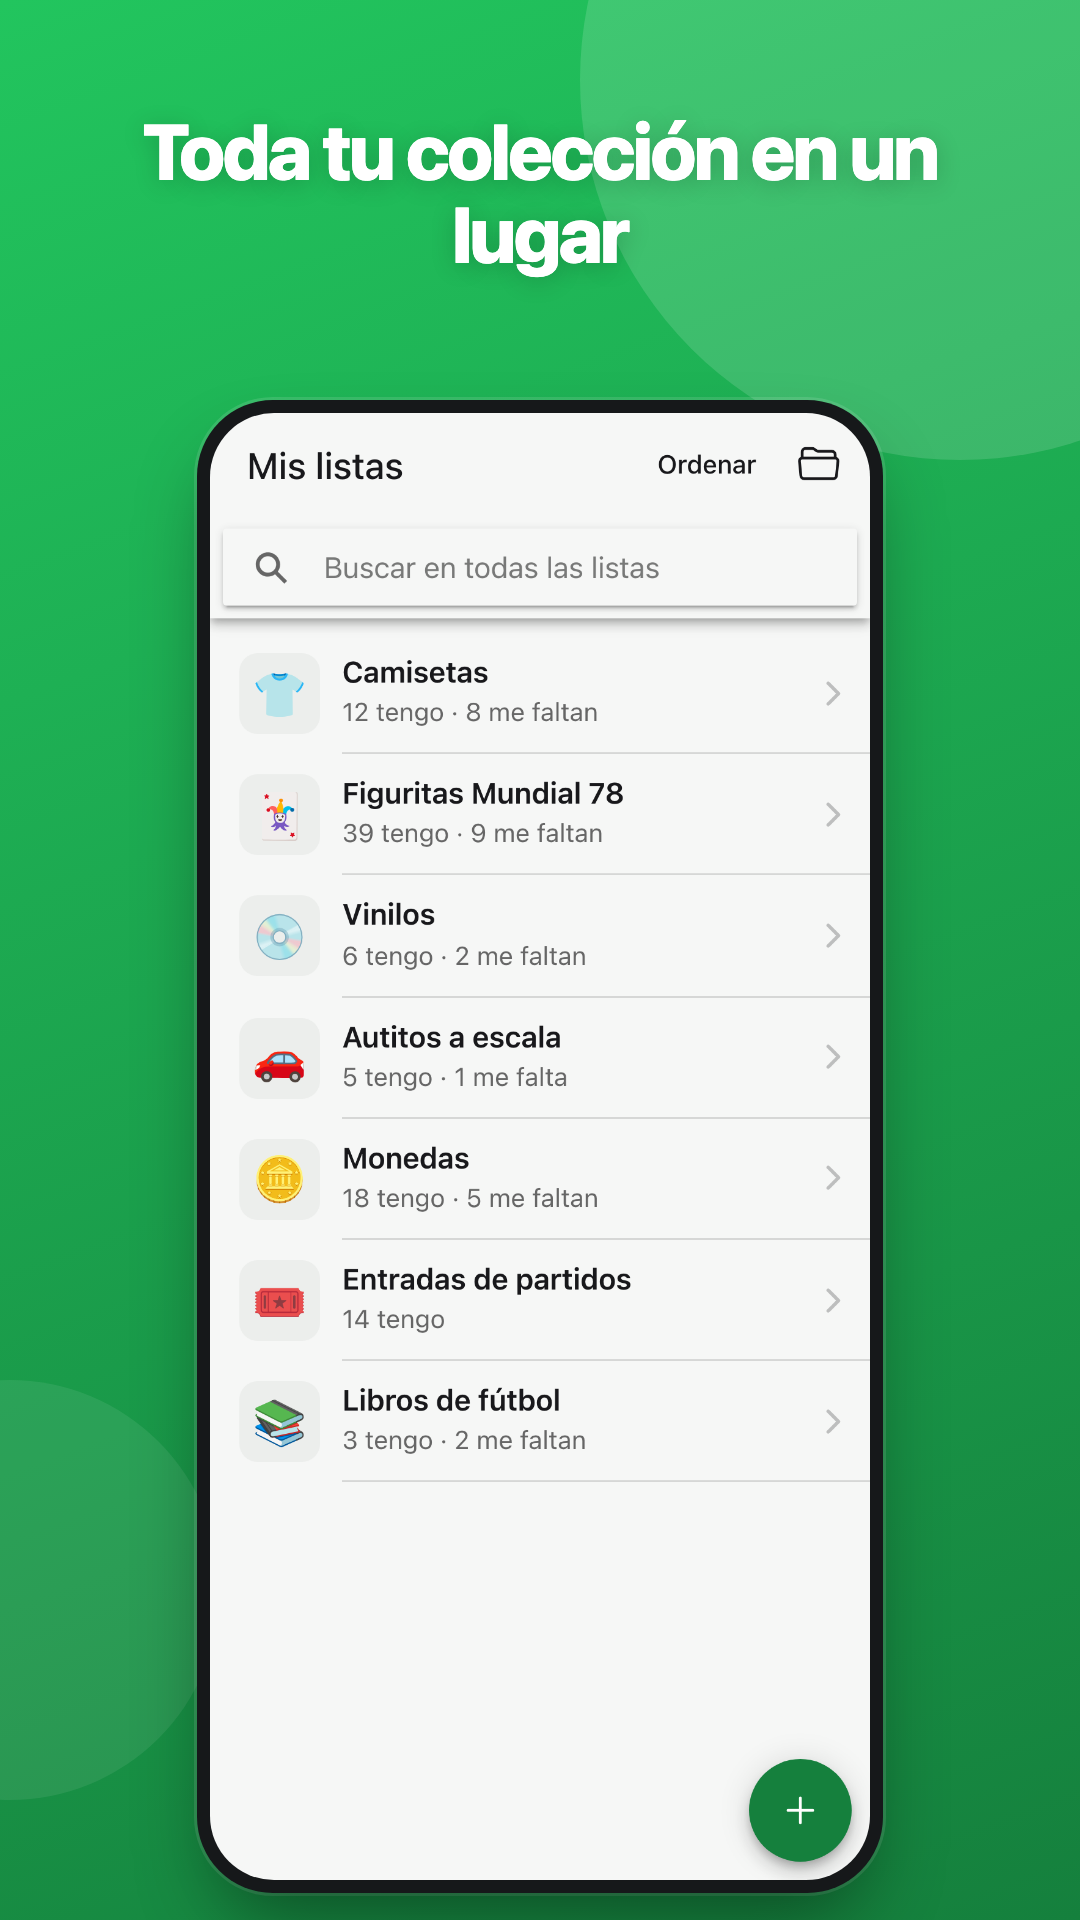 Toda tu colección en un
lugar
Mis listas
Ordenar
Buscar en todas las listas
Camisetas
12 tengo · 8 me faltan
Figuritas Mundial 78
39 tengo · 9 me faltan
Vinilos
6 tengo · 2 me faltan
Autitos a escala
5 tengo · 1 me falta
Monedas
18 tengo · 5 me faltan
Entradas de partidos
14 tengo
Libros de fútbol
3 tengo · 2 me faltan